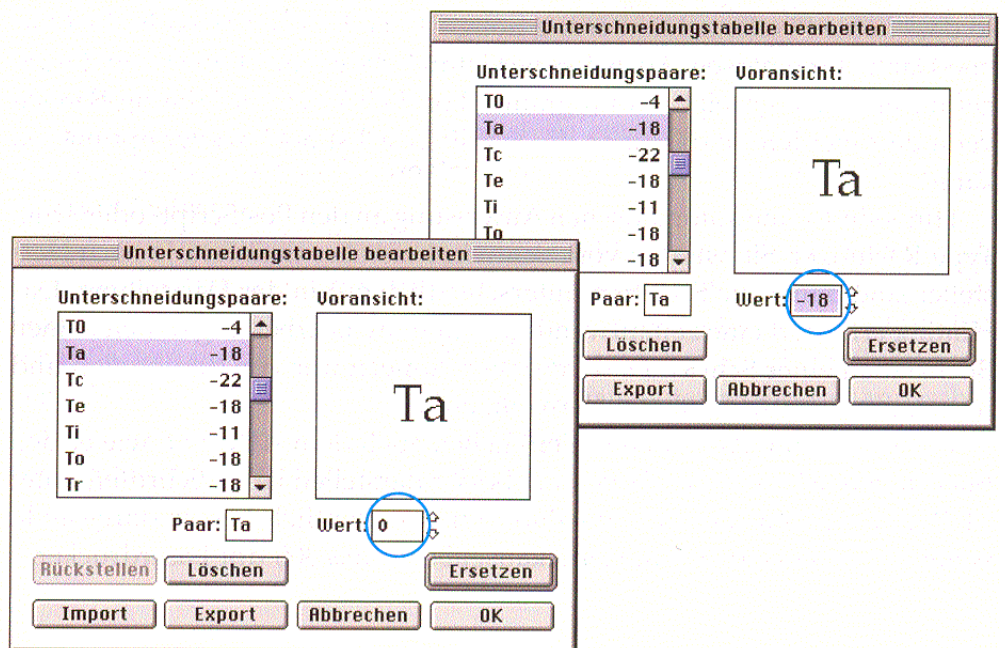 Unterschneidungstabelle bearbeiten
Unterschneidungspaare: Voransicht:
T0 -4
Ta -18
Tc -22
Te -18
Ti -11
To -18
-18
Ta
Paar: Ta Wert: -18
Löschen Ersetzen
Export Abbrechen OK
Unterschneidungstabelle bearbeiten
Unterschneidungspaare: Voransicht:
T0 -4
Ta -18
Tc -22
Te -18
Ti -11
To -18
Tr -18
Ta
Paar: Ta Wert: 0
Rückstellen Löschen Ersetzen
Import Export Abbrechen OK